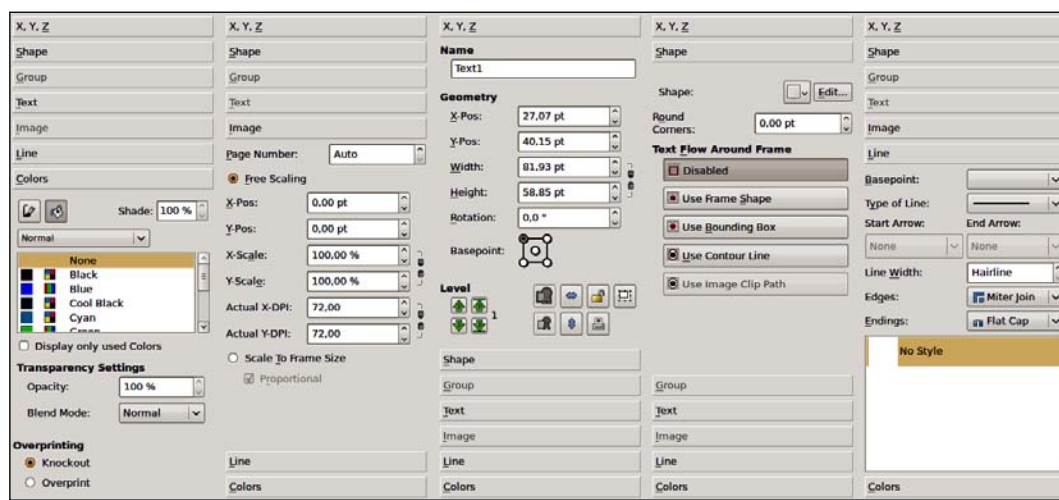 X, Y, Z
Shape
Group
Text
Image
Line
Colors
Shade: 100 %
Normal
None
Black
Blue
Cool Black
Cyan
Green
Display only used Colors
Transparency Settings
Opacity: 100 %
Blend Mode: Normal
Overprinting
Knockout
Overprint
X, Y, Z
Shape
Group
Text
Image
Page Number: Auto
Free Scaling
X-Pos: 0,00 pt
Y-Pos: 0,00 pt
X-Scale: 100,00 %
Y-Scale: 100,00 %
Actual X-DPI: 72,00
Actual Y-DPI: 72,00
Scale To Frame Size
Proportional
Line
Colors
X, Y, Z
Name
Text1
Geometry
X-Pos: 27,07 pt
Y-Pos: 40,15 pt
Width: 81,93 pt
Height: 58,85 pt
Rotation: 0,0 °
Basepoint:
Level
1
Shape
Group
Text
Image
Line
Colors
X, Y, Z
Shape
Shape: Edit...
Round Corners: 0,00 pt
Text Flow Around Frame
Disabled
Use Frame Shape
Use Bounding Box
Use Contour Line
Use Image Clip Path
Group
Text
Image
Line
Colors
X, Y, Z
Shape
Group
Text
Image
Line
Basepoint:
Type of Line:
Start Arrow: End Arrow:
None None
Line Width: Hairline
Edges: Miter Join
Endings: Flat Cap
No Style
Colors